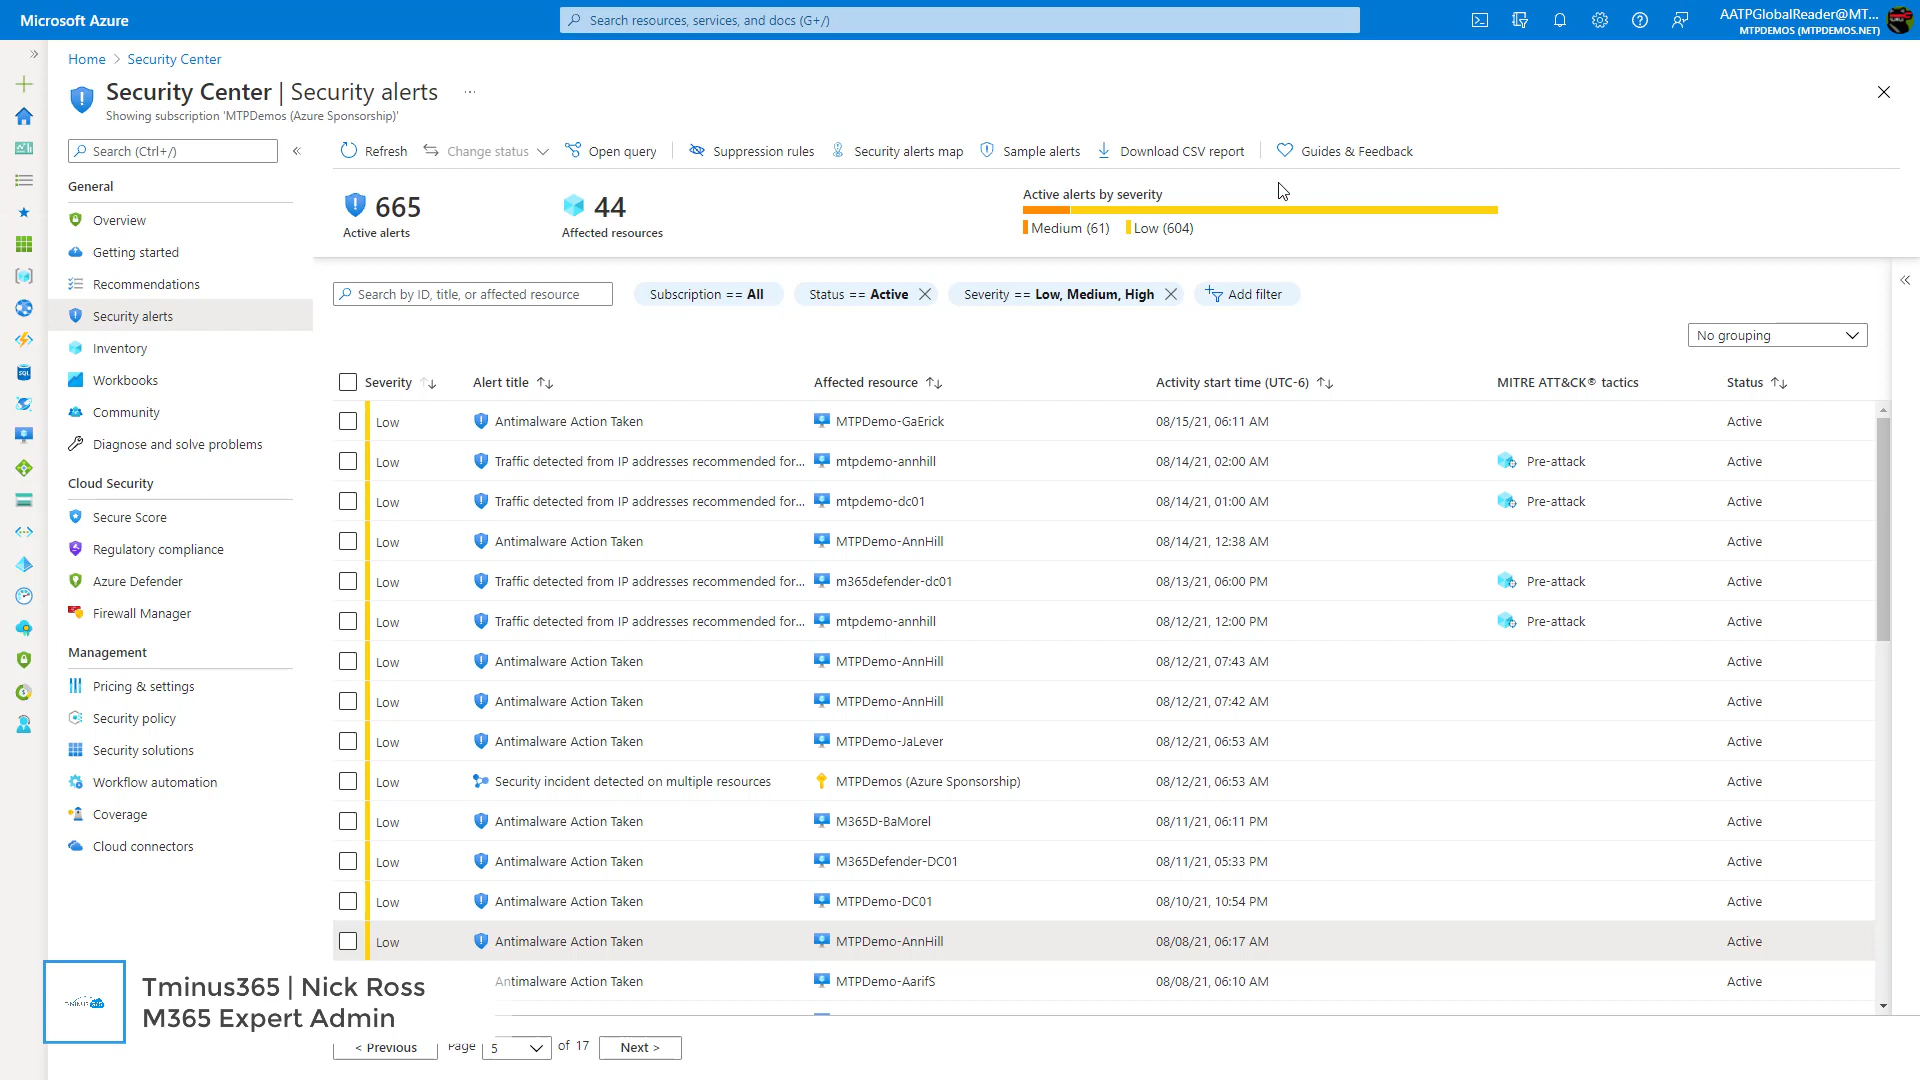 Microsoft Azure
Search resources, services, and docs (G+/)
AATPGlobalReader@MT...
MTPDEMOS (MTPDEMOS.NET)
Home > Security Center
Security Center | Security alerts ...
Showing subscription 'MTPDemos (Azure Sponsorship)'
Search (Ctrl+/)
Refresh Change status Open query Suppression rules Security alerts map Sample alerts Download CSV report Guides & Feedback
General
Overview
Getting started
Recommendations
Security alerts
Inventory
Workbooks
Community
Diagnose and solve problems
Cloud Security
Secure Score
Regulatory compliance
Azure Defender
Firewall Manager
Management
Pricing & settings
Security policy
Security solutions
Workflow automation
Coverage
Cloud connectors
665
Active alerts
44
Affected resources
Active alerts by severity
Medium (61) Low (604)
Search by ID, title, or affected resource
Subscription == All
Status == Active
Severity == Low, Medium, High
Add filter
No grouping
Severity Alert title Affected resource Activity start time (UTC-6) MITRE ATT&CK® tactics Status
Low Antimalware Action Taken MTPDemo-GaErick 08/15/21, 06:11 AM Active
Low Traffic detected from IP addresses recommended for... mtpdemo-annhill 08/14/21, 02:00 AM Pre-attack Active
Low Traffic detected from IP addresses recommended for... mtpdemo-dc01 08/14/21, 01:00 AM Pre-attack Active
Low Antimalware Action Taken MTPDemo-AnnHill 08/14/21, 12:38 AM Active
Low Traffic detected from IP addresses recommended for... m365defender-dc01 08/13/21, 06:00 PM Pre-attack Active
Low Traffic detected from IP addresses recommended for... mtpdemo-annhill 08/12/21, 12:00 PM Pre-attack Active
Low Antimalware Action Taken MTPDemo-AnnHill 08/12/21, 07:43 AM Active
Low Antimalware Action Taken MTPDemo-AnnHill 08/12/21, 07:42 AM Active
Low Antimalware Action Taken MTPDemo-JaLever 08/12/21, 06:53 AM Active
Low Security incident detected on multiple resources MTPDemos (Azure Sponsorship) 08/12/21, 06:53 AM Active
Low Antimalware Action Taken M365D-BaMorel 08/11/21, 06:11 PM Active
Low Antimalware Action Taken M365Defender-DC01 08/11/21, 05:33 PM Active
Low Antimalware Action Taken MTPDemo-DC01 08/10/21, 10:54 PM Active
Low Antimalware Action Taken MTPDemo-AnnHill 08/08/21, 06:17 AM Active
Antimalware Action Taken MTPDemo-AarifS 08/08/21, 06:10 AM Active
Tminus365 | Nick Ross
M365 Expert Admin
< Previous Page 5 of 17 Next >